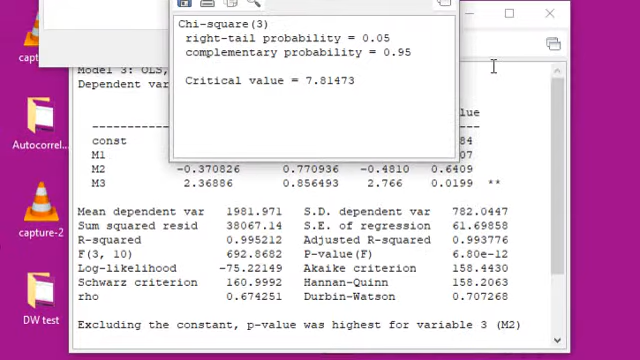 Chi-square(3)
right-tail probability = 0.05
complementary probability = 0.95
Critical value = 7.81473
Model 3: OLS,
Dependent var
const
M1
M2 -0.370826 0.770936 -0.4810 0.6409
M3 2.36886 0.856493 2.766 0.0199 **
Mean dependent var 1981.971 S.D. dependent var 782.0447
Sum squared resid 38067.14 S.E. of regression 61.69858
R-squared 0.995212 Adjusted R-squared 0.993776
F(3, 10) 692.8682 P-value(F) 6.80e-12
Log-likelihood -75.22149 Akaike criterion 158.4430
Schwarz criterion 160.9992 Hannan-Quinn 158.2063
rho 0.674251 Durbin-Watson 0.707268
Excluding the constant, p-value was highest for variable 3 (M2)
Autocorrel...
capture-2
DW test